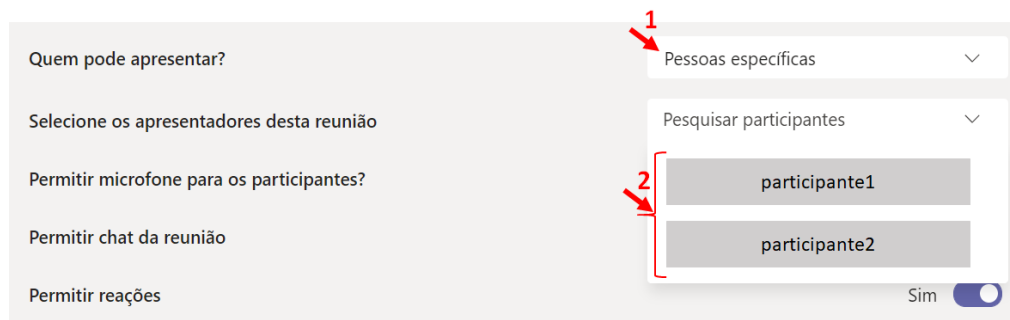 1
Quem pode apresentar?
Pessoas específicas
Selecione os apresentadores desta reunião
Pesquisar participantes
Permitir microfone para os participantes?
2
participante1
Permitir chat da reunião
participante2
Permitir reações
Sim